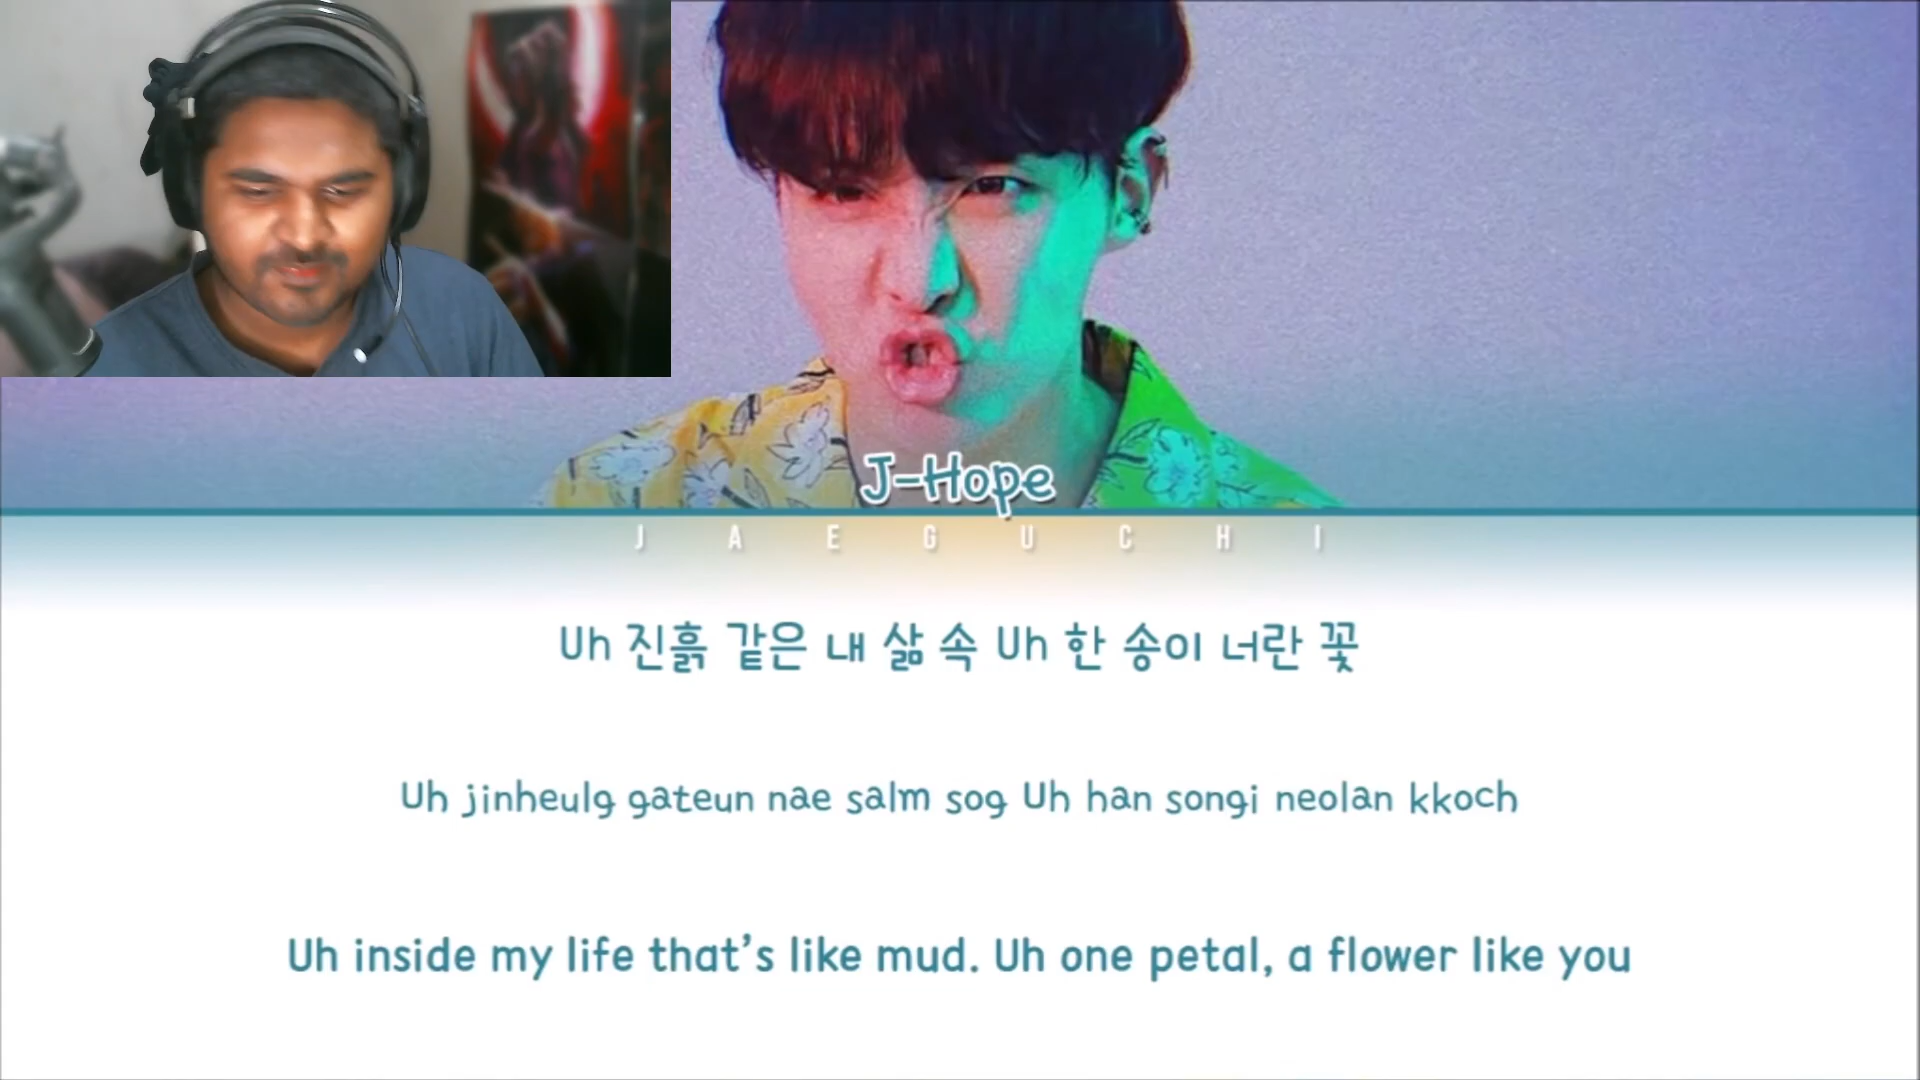 J-Hope
JAEGUCHI
Uh 진흙 같은 내 삶 속 Uh 한 송이 너란 꽃
Uh jinheulg gateun nae salm sog Uh han songi neolan kkoch
Uh inside my life that's like mud. Uh one petal, a flower like you